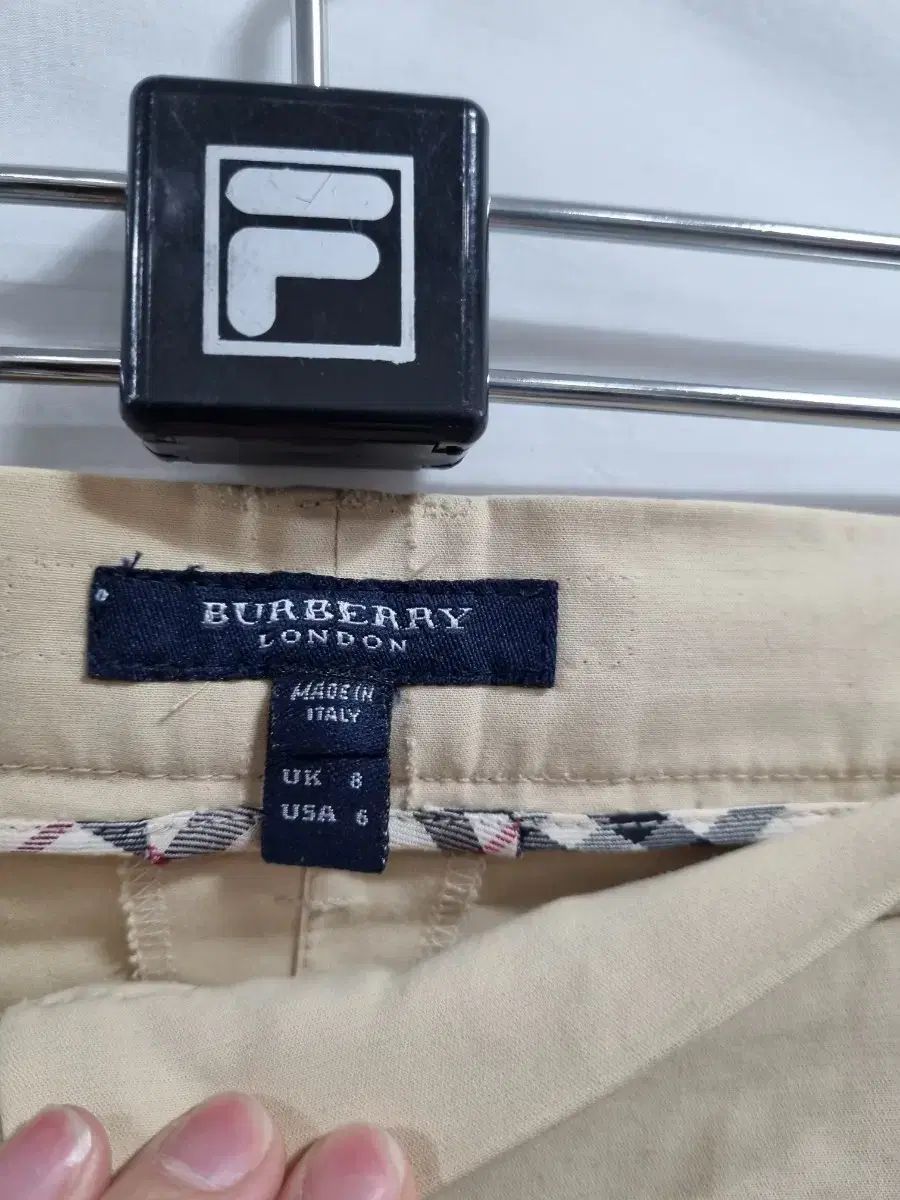 F
BURBERRY
LONDON
MADE IN
ITALY
UK 8
USA 6